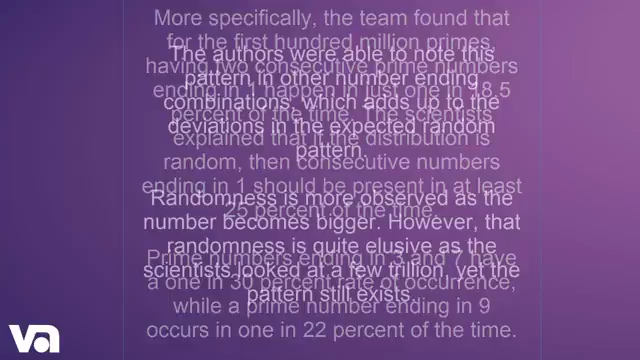 More specifically, the team found that
for the first hundred million primes,
having two consecutive prime numbers
ending in 1 happen in just one in 18.5
percent of the time. The scientists
explained that if the distribution is
random, then consecutive numbers
ending in 1 should be present in at least
25 percent of the time.
Prime numbers ending in 3 and 7 have
a one in 30 percent rate of occurrence,
while a prime number ending in 9
occurs in one in 22 percent of the time.
The authors were able to note this
pattern in other number ending
combinations, which adds up to the
deviations in the expected random
pattern.
Randomness is more observed as the
number becomes bigger. However, that
randomness is quite elusive as the
scientists looked at a few trillion, yet the
pattern still exists.
va